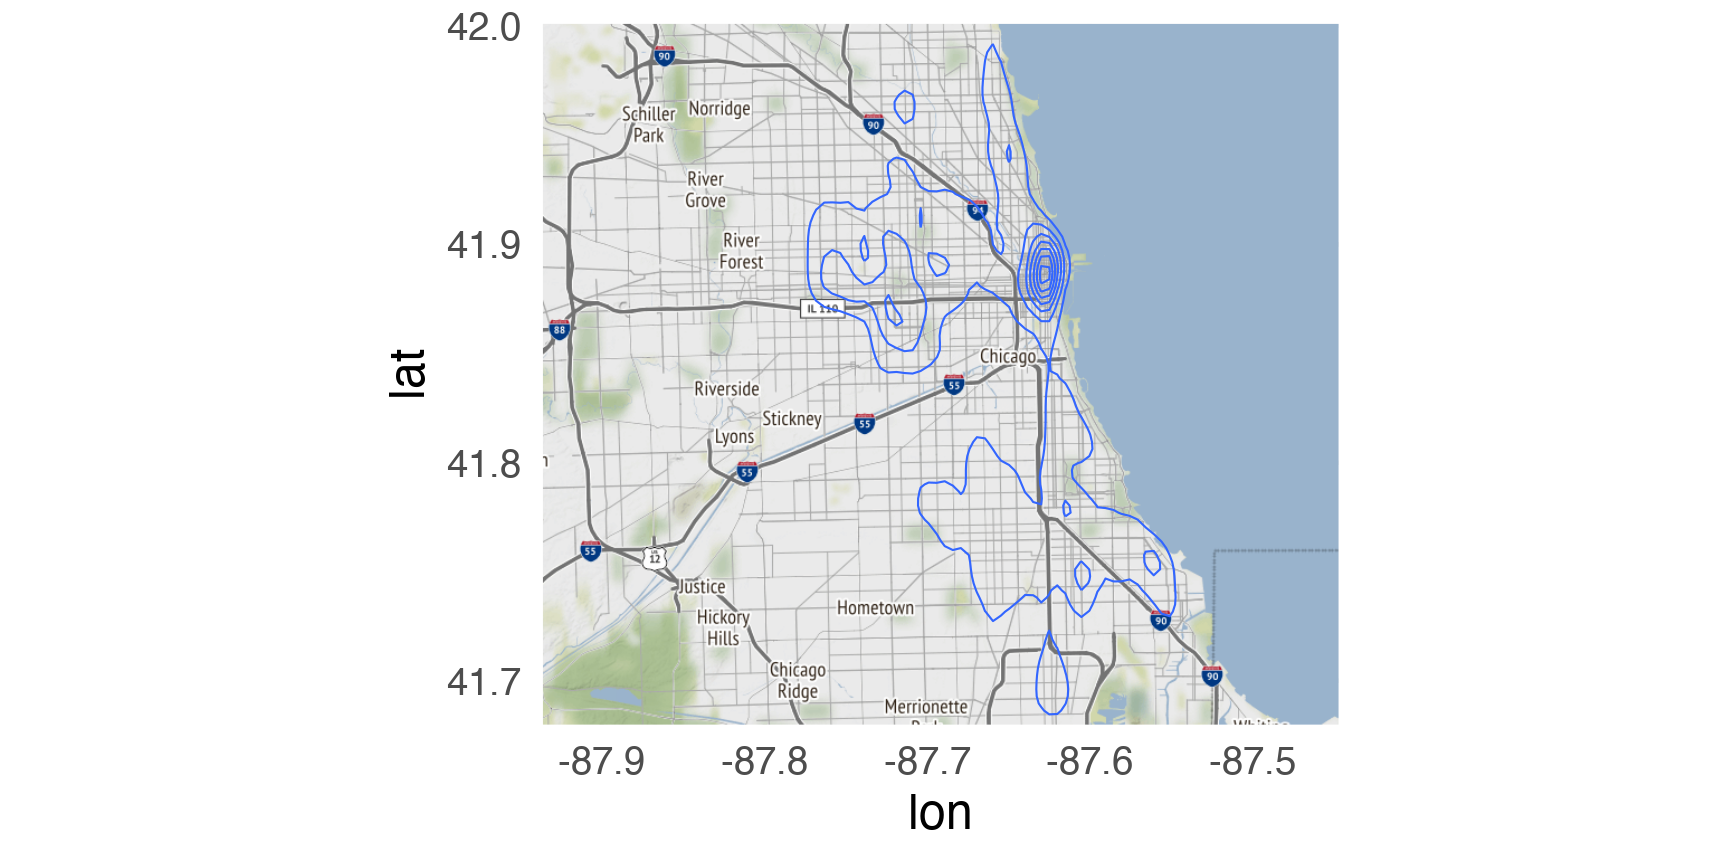 42.0
90
Schiller
Park
Norridge
90
River
Grove
94
41.9
River
Forest
IL 110
88
Chicago
lat
55
Riverside
Stickney
55
Lyons
41.8
55
55
US
12
Justice
Hometown
Hickory
Hills
90
41.7
Chicago
Ridge
90
Merrionette
-87.9
-87.8
-87.7
-87.6
-87.5
lon